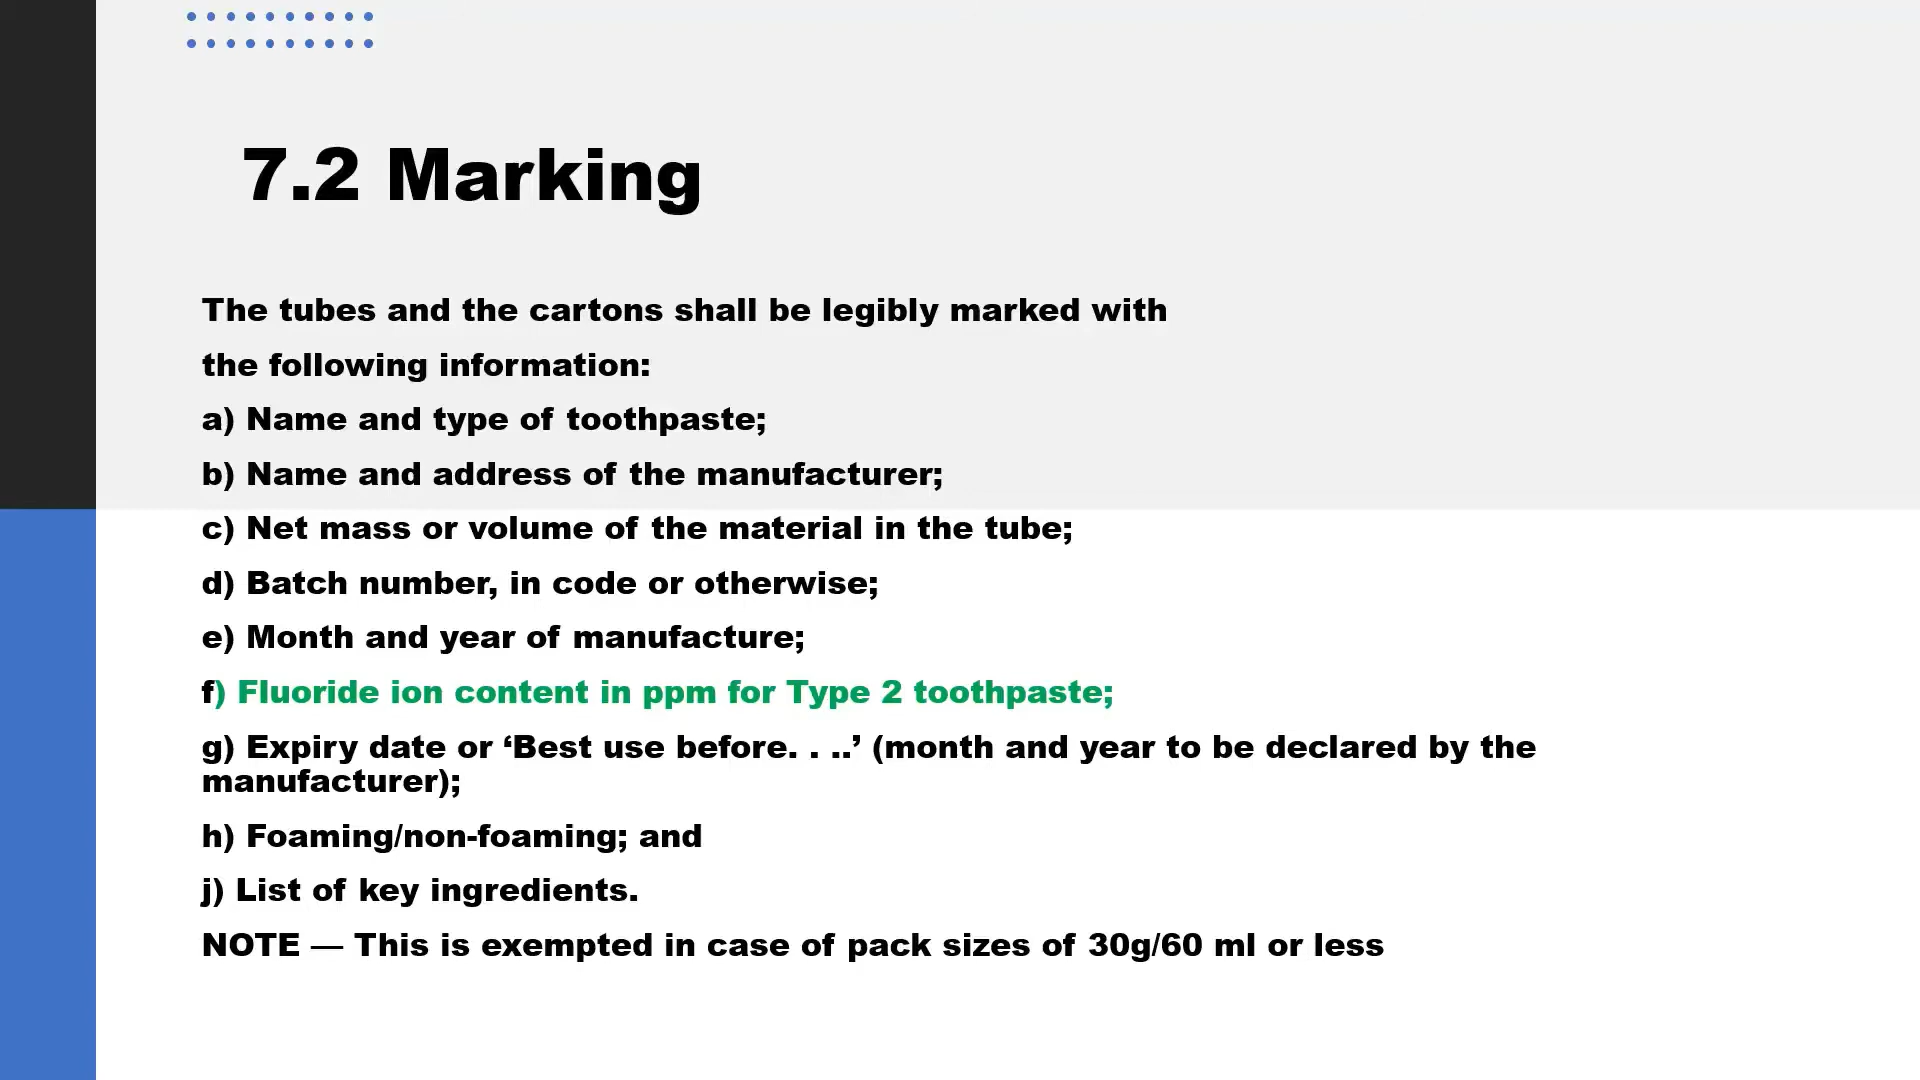 7.2 Marking
The tubes and the cartons shall be legibly marked with
the following information:
a) Name and type of toothpaste;
b) Name and address of the manufacturer;
c) Net mass or volume of the material in the tube;
d) Batch number, in code or otherwise;
e) Month and year of manufacture;
f) Fluoride ion content in ppm for Type 2 toothpaste;
g) Expiry date or ‘Best use before. . ..’ (month and year to be declared by the
manufacturer);
h) Foaming/non-foaming; and
j) List of key ingredients.
NOTE — This is exempted in case of pack sizes of 30g/60 ml or less